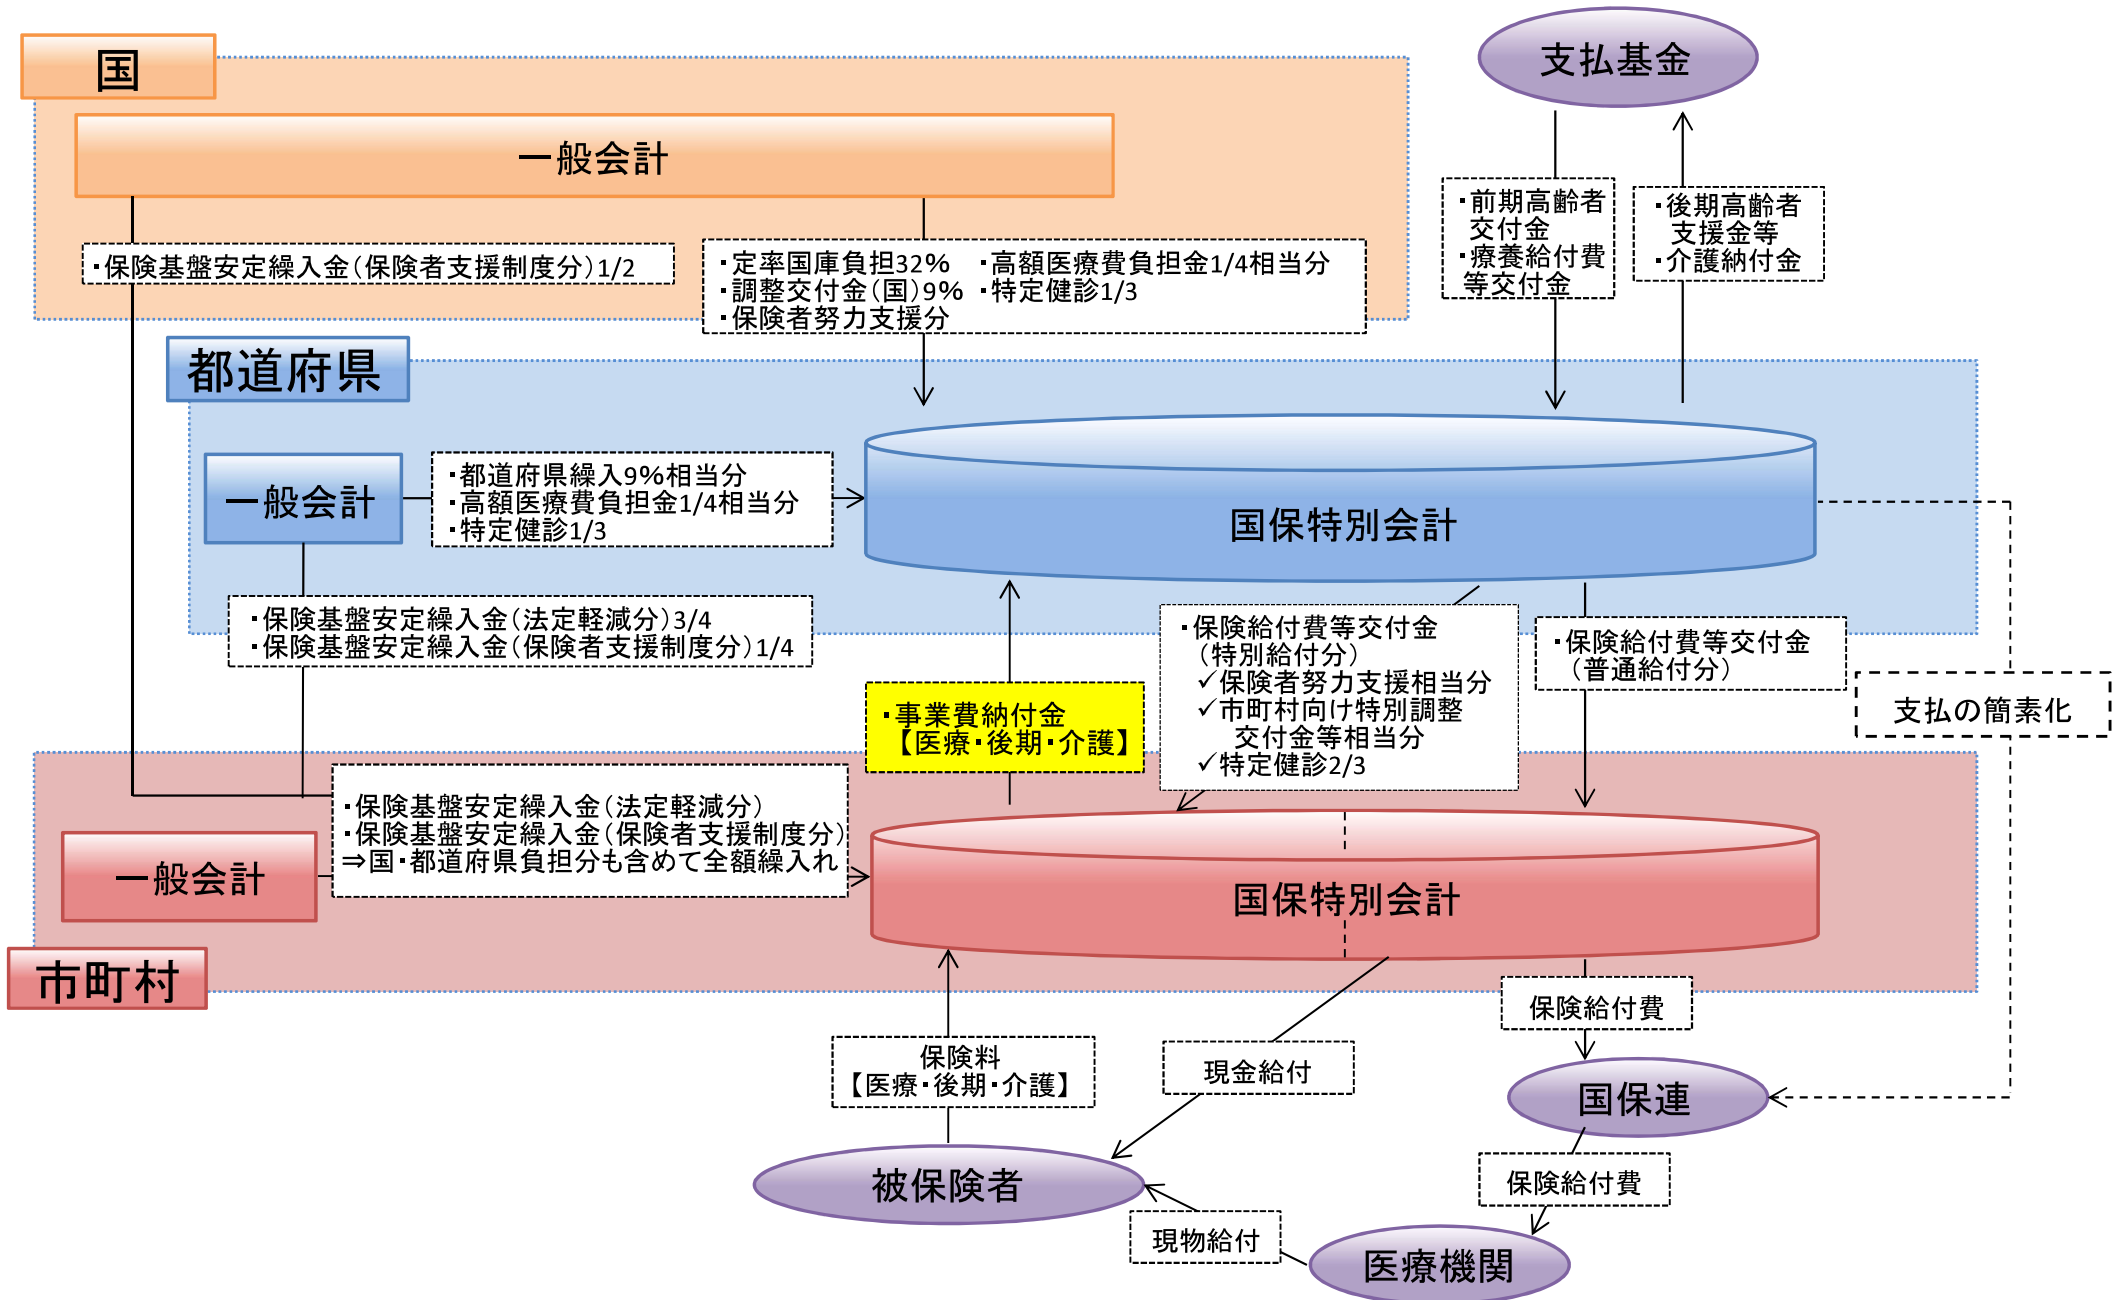 国
一般会計
・保険基盤安定繰入金(保険者支援制度分)1/2
・定率国庫負担32% ・高額医療費負担金1/4相当分
・調整交付金(国)9% ・特定健診1/3
・保険者努力支援分
支払基金
・前期高齢者
交付金
・療養給付費
等交付金
・後期高齢者
支援金等
・介護納付金
都道府県
一般会計
・都道府県繰入9%相当分
・高額医療費負担金1/4相当分
・特定健診1/3
国保特別会計
・保険基盤安定繰入金(法定軽減分)3/4
・保険基盤安定繰入金(保険者支援制度分)1/4
・事業費納付金
【医療・後期・介護】
・保険給付費等交付金
(特別給付分)
✓保険者努力支援相当分
✓市町村向け特別調整
交付金等相当分
✓特定健診2/3
・保険給付費等交付金
(普通給付分)
支払の簡素化
・保険基盤安定繰入金(法定軽減分)
・保険基盤安定繰入金(保険者支援制度分)
⇒国・都道府県負担分も含めて全額繰入れ
一般会計
国保特別会計
市町村
保険料
【医療・後期・介護】
現金給付
保険給付費
国保連
被保険者
現物給付
保険給付費
医療機関